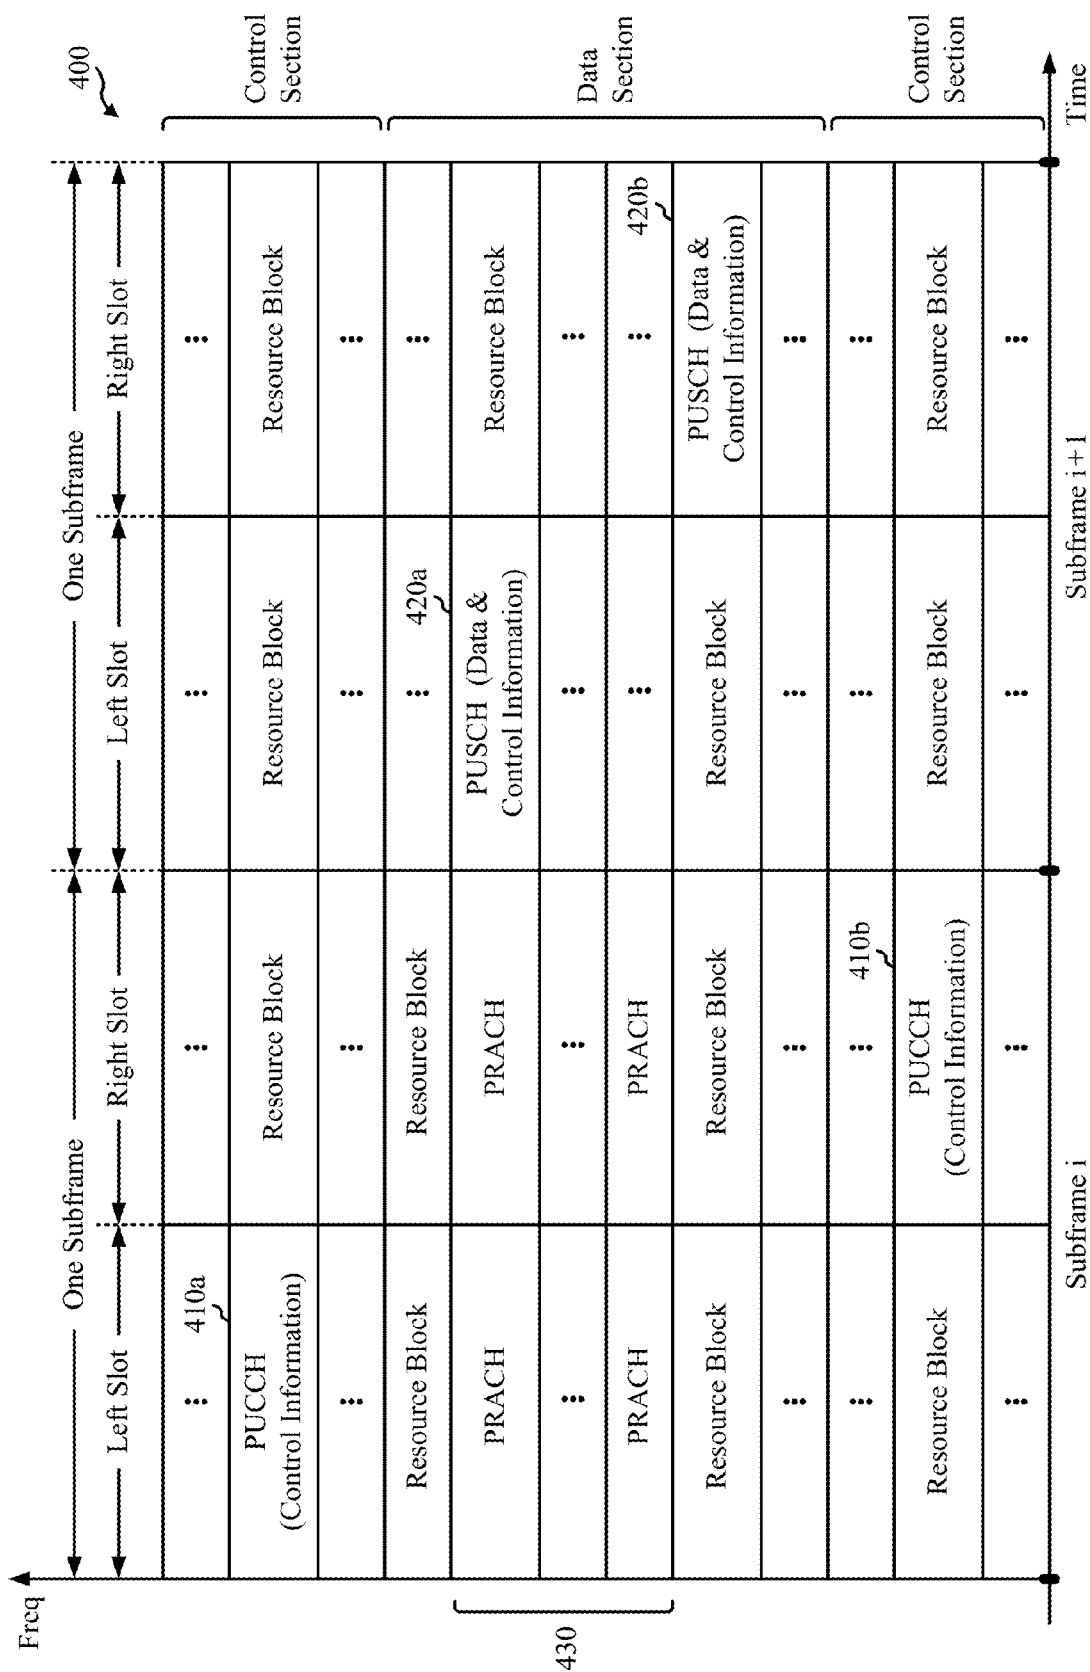 400
One Subframe
One Subframe
Left Slot
Right Slot
Left Slot
Right Slot
Freq
Control
Section
Data
Section
Control
Section
•••
410a
•••
•••
•••
PUCCH
(Control Information)
Resource Block
Resource Block
Resource Block
•••
•••
•••
•••
Resource Block
Resource Block
•••
420a
•••
430
PRACH
PRACH
PUSCH (Data &
Control Information)
Resource Block
•••
•••
•••
•••
PRACH
PRACH
•••
•••
420b
Resource Block
Resource Block
Resource Block
PUSCH (Data &
Control Information)
•••
•••
•••
•••
•••
•••
410b
•••
•••
Resource Block
PUCCH
(Control Information)
Resource Block
Resource Block
•••
•••
•••
•••
Subframe i
Subframe i+1
Time